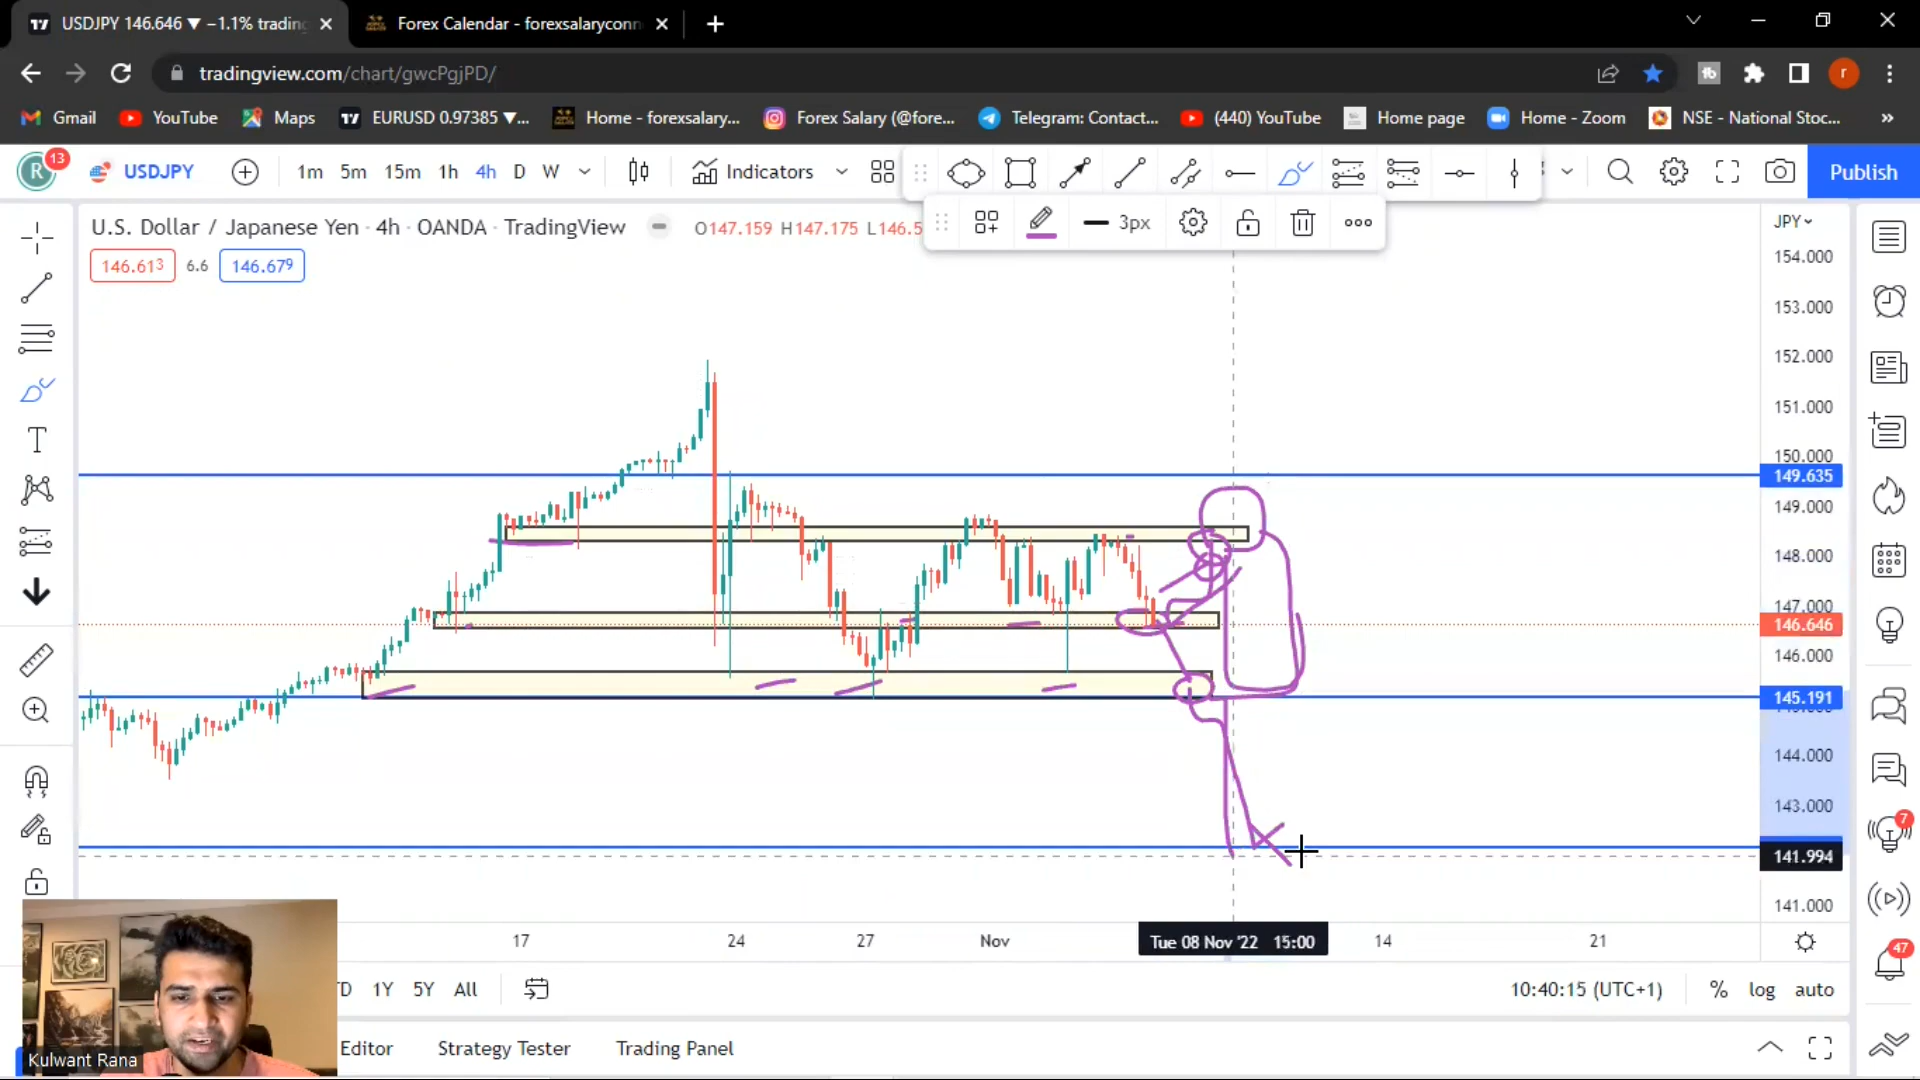 USDJPY 146.646 ▼ −1.1% trading
Forex Calendar - forexsalaryconn
tradingview.com/chart/gwcPgjPD/
r
Gmail
YouTube
Maps
EURUSD 0.97385 ▼...
Home - forexsalary...
Forex Salary (@fore...
Telegram: Contact...
(440) YouTube
Home page
Home - Zoom
NSE - National Stoc...
»
R
13
USDJPY
1m
5m
15m
1h
4h
D
W
Indicators
Publish
3px
U.S. Dollar / Japanese Yen · 4h · OANDA · TradingView
O147.159 H147.175 L146.5
146.613
6.6
146.679
JPY
154.000
153.000
152.000
151.000
150.000
149.635
149.000
148.000
147.000
146.646
146.000
145.191
144.000
143.000
141.994
141.000
7
47
17
24
27
Nov
Tue 08 Nov '22 15:00
14
21
1Y
5Y
All
10:40:15 (UTC+1)
%
log
auto
Editor
Strategy Tester
Trading Panel
Kulwant Rana